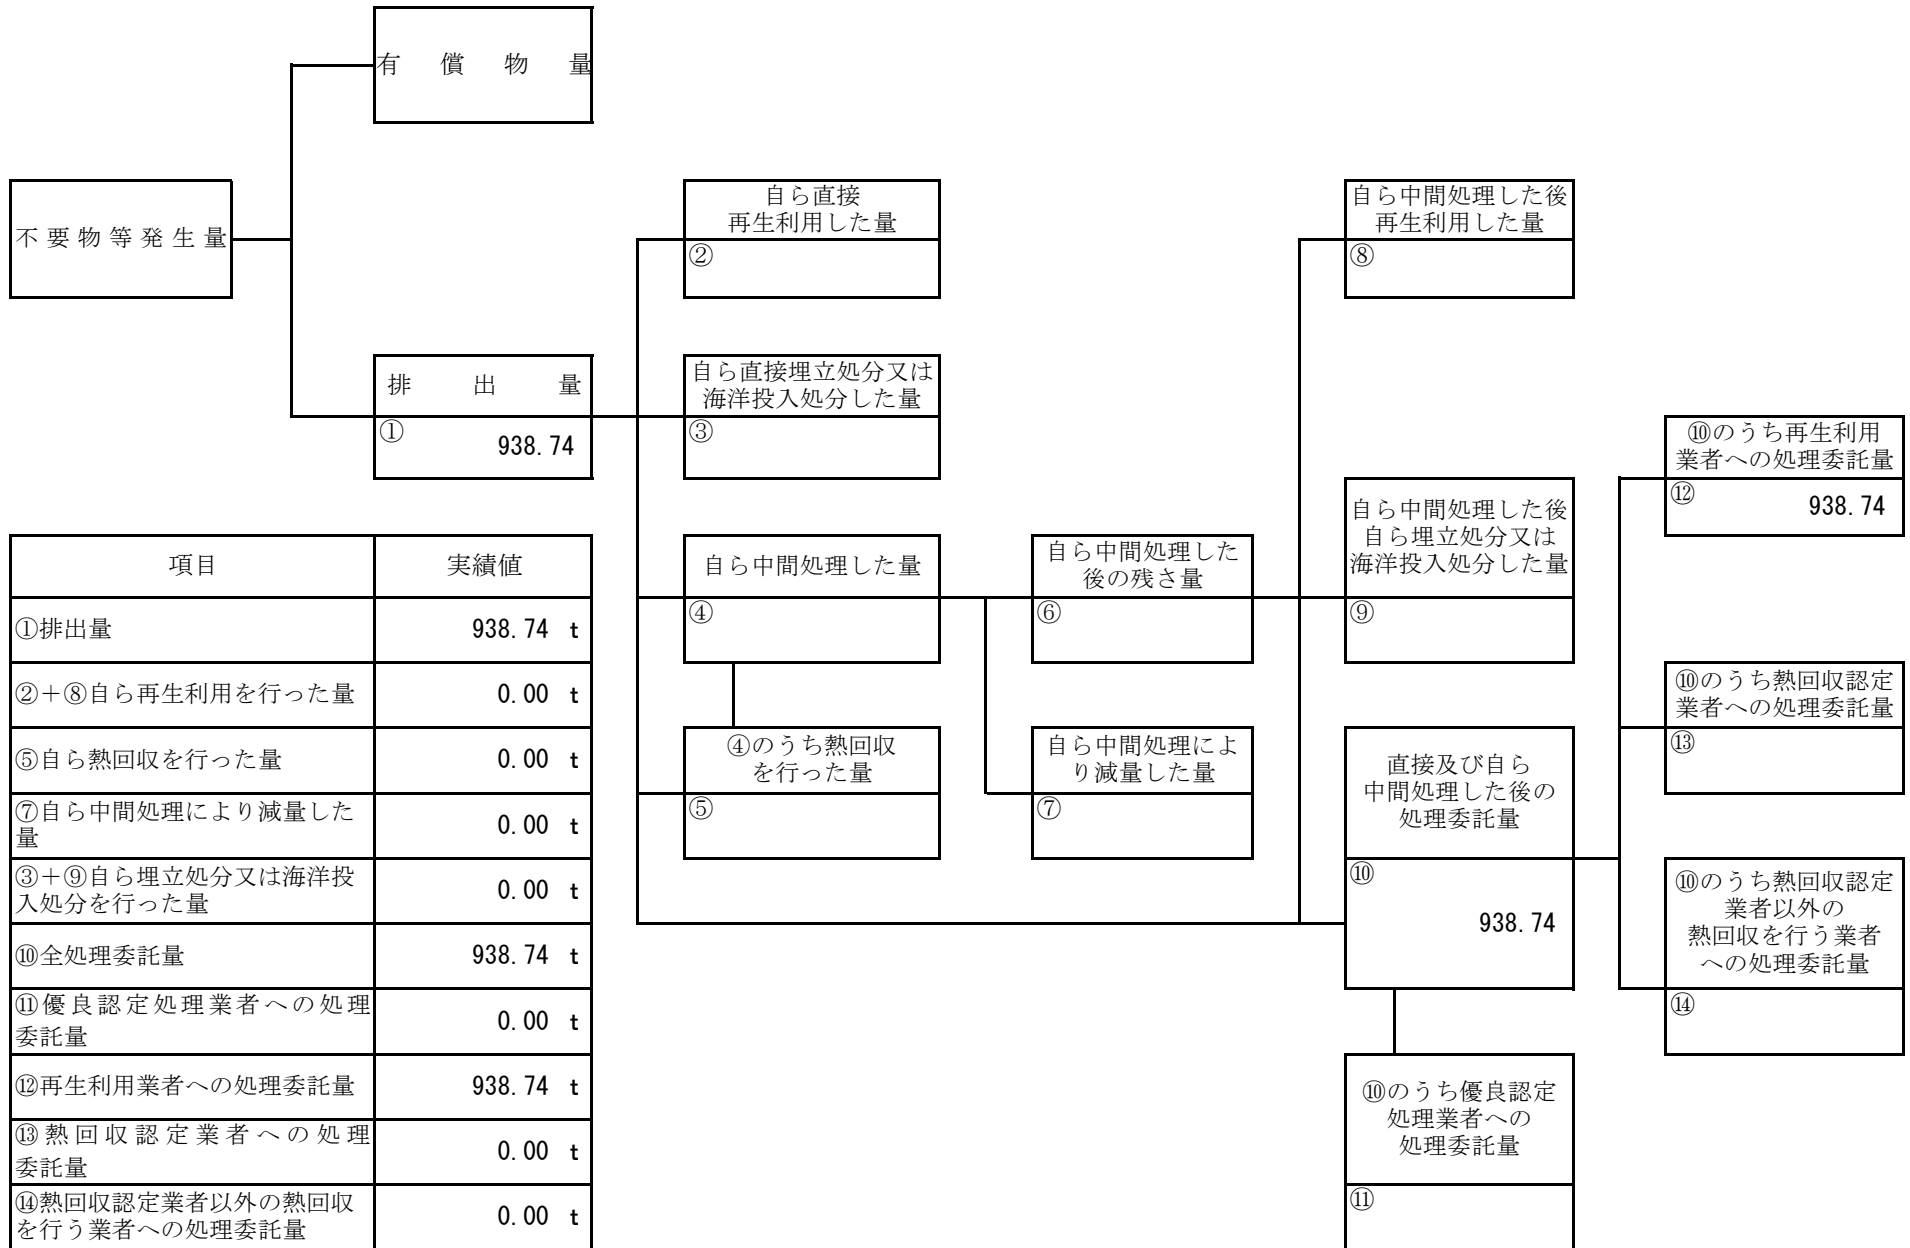 有償物量
不要物等発生量
排出量
①
938.74
自ら直接
再生利用した量
②
自ら直接埋立処分又は
海洋投入処分した量
③
自ら中間処理した量
④
④のうち熱回収
を行った量
⑤
自ら中間処理した
後の残さ量
⑥
自ら中間処理によ
り減量した量
⑦
自ら中間処理した後
再生利用した量
⑧
自ら中間処理した後
自ら埋立処分又は
海洋投入処分した量
⑨
直接及び自ら
中間処理した後の
処理委託量
⑩
938.74
⑩のうち優良認定
処理業者への
処理委託量
⑪
⑩のうち再生利用
業者への処理委託量
⑫
938.74
⑩のうち熱回収認定
業者への処理委託量
⑬
⑩のうち熱回収認定
業者以外の
熱回収を行う業者
への処理委託量
⑭
項目 実績値
①排出量 938.74 t
②＋⑧自ら再生利用を行った量 0.00 t
⑤自ら熱回収を行った量 0.00 t
⑦自ら中間処理により減量した
量 0.00 t
③＋⑨自ら埋立処分又は海洋投
入処分を行った量 0.00 t
⑩全処理委託量 938.74 t
⑪優良認定処理業者への処理
委託量 0.00 t
⑫再生利用業者への処理委託量 938.74 t
⑬熱回収認定業者への処理
委託量 0.00 t
⑭熱回収認定業者以外の熱回収
を行う業者への処理委託量 0.00 t